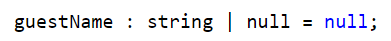 guestName : string | null = null;